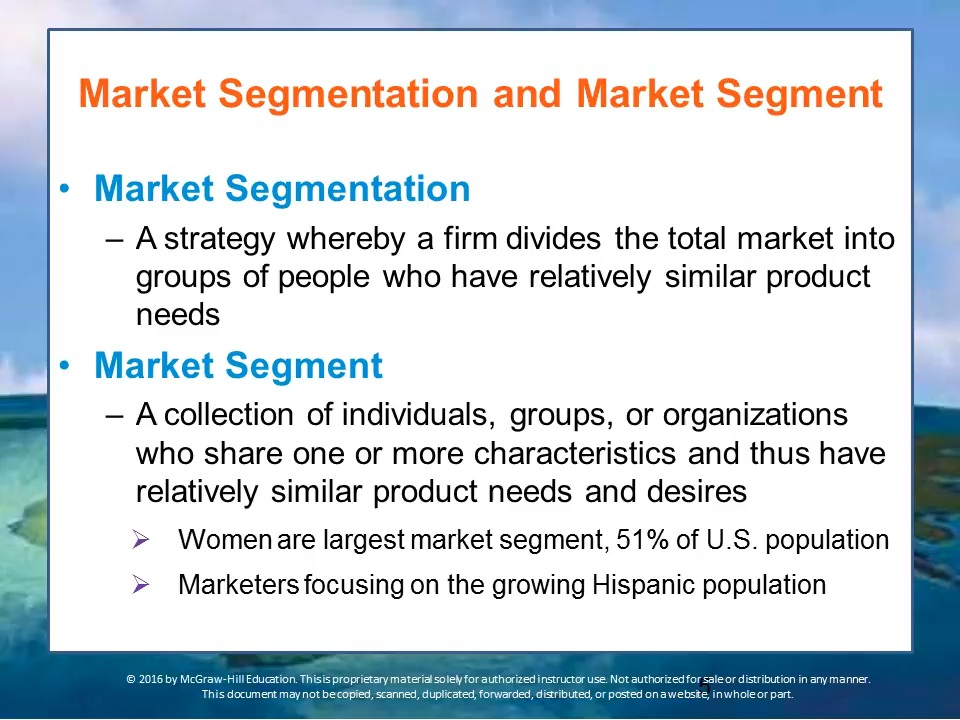 Market Segmentation and Market Segment
• Market Segmentation
– A strategy whereby a firm divides the total market into
groups of people who have relatively similar product
needs
• Market Segment
– A collection of individuals, groups, or organizations
who share one or more characteristics and thus have
relatively similar product needs and desires
➢ Women are largest market segment, 51% of U.S. population
➢ Marketers focusing on the growing Hispanic population
© 2016 by McGraw-Hill Education. This is proprietary material solely for authorized instructor use. Not authorized for sale or distribution in any manner.
This document may not be copied, scanned, duplicated, forwarded, distributed, or posted on a website, in whole or part.
5